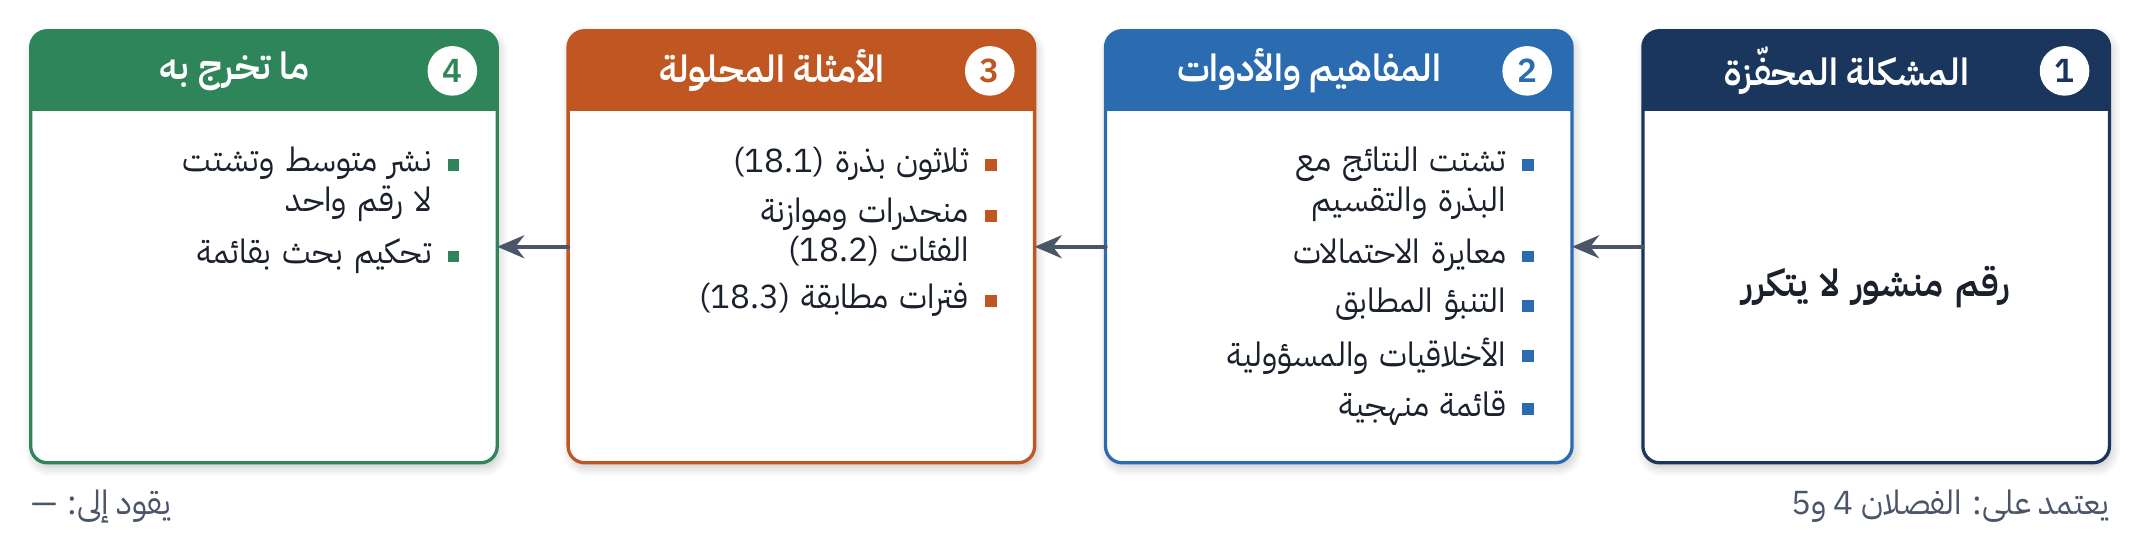 1 المشكلة المحفّزة
رقم منشور لا يتكرر
2 المفاهيم والأدوات
تشتت النتائج مع
البذرة والتقسيم
معايرة الاحتمالات
التنبؤ المطابق
الأخلاقيات والمسؤولية
قائمة منهجية
3 الأمثلة المحلولة
ثلاثون بذرة (18.1)
منحدرات وموازنة
الفئات (18.2)
فترات مطابقة (18.3)
4 ما تخرج به
نشر متوسط وتشتت
لا رقم واحد
تحكيم بحث بقائمة
يعتمد على: الفصلان 4 و5
يقود إلى: —